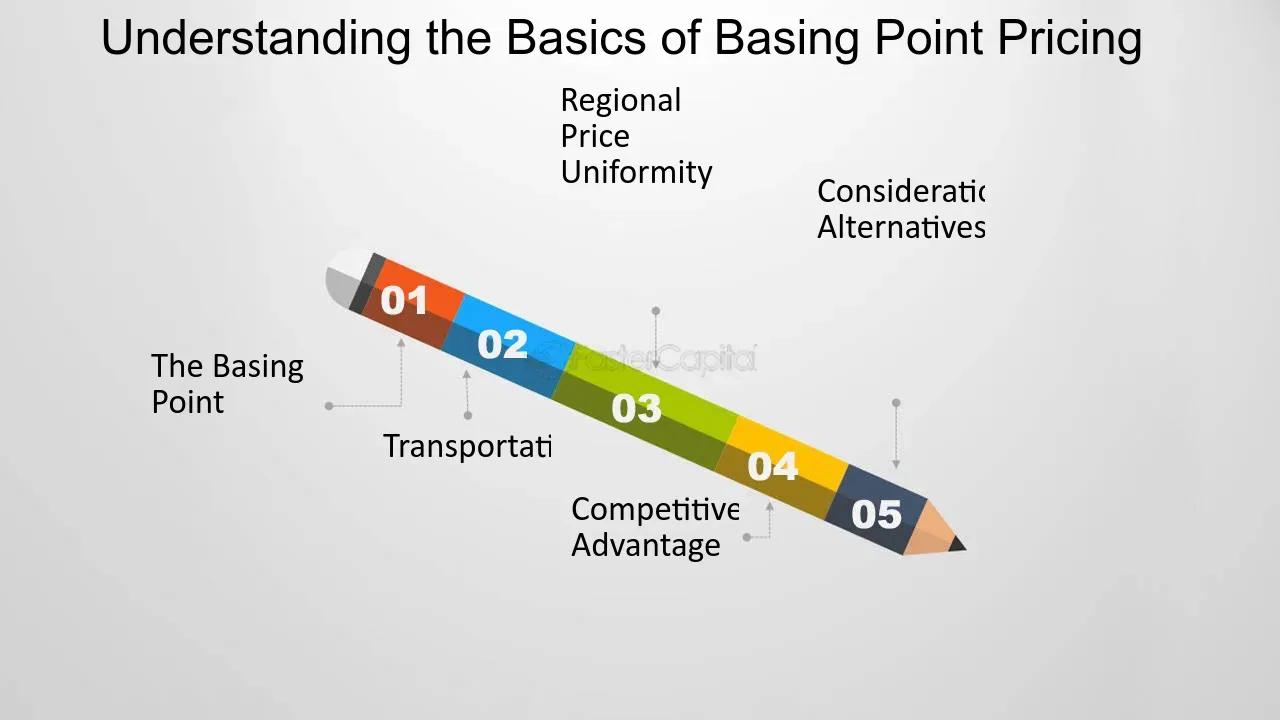 Understanding the Basics of Basing Point Pricing
Regional
Price
Uniformity
Consideratic
Alternatives
01
02
03
04
05
FasterCapital
The Basing
Point
Transportati
Competitive
Advantage